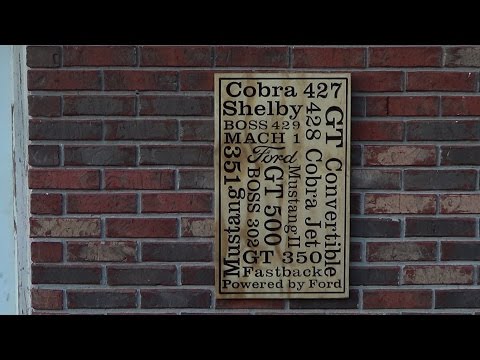 Cobra 427
Shelby
BOSS 429
MACH 1
Ford
Mustang
351
BOSS 302
GT 500
Mustang II
428 Cobra Jet
GT Convertible
GT 350
Fastback
Powered by Ford